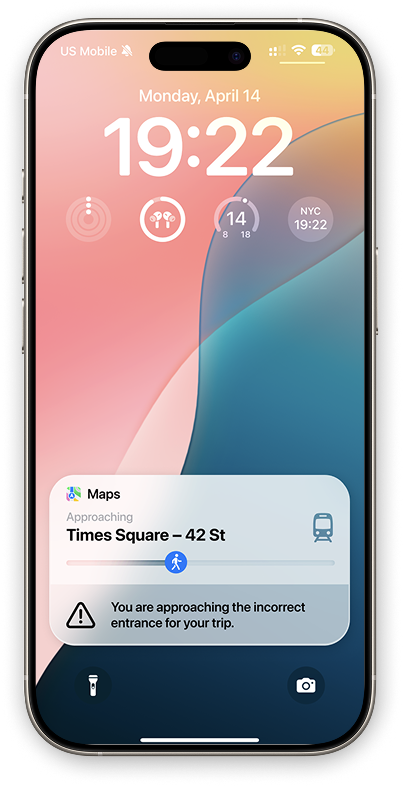 US Mobile
44
Monday, April 14
19:22
14
8 18
NYC
19:22
Maps
Approaching
Times Square – 42 St
You are approaching the incorrect
entrance for your trip.